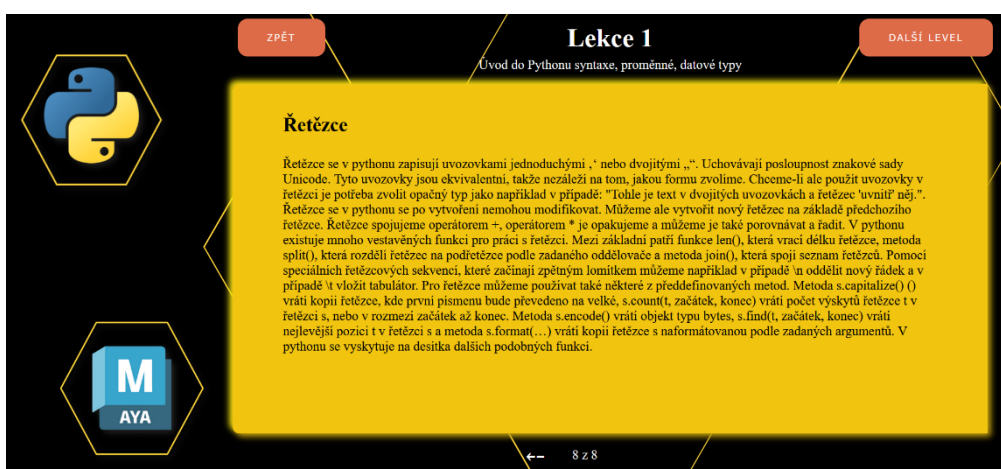 ZPĚT
Lekce 1
DALŠÍ LEVEL
Úvod do Pythonu syntaxe, proměnné, datové typy
Řetězce
Řetězce se v pythonu zapisují uvozovkami jednoduchými ‚‘ nebo dvojitými „“. Uchovávají posloupnost znakové sady
Unicode. Tyto uvozovky jsou ekvivalentní, takže nezáleží na tom, jakou formu zvolíme. Chceme-li ale použít uvozovky v
řetězci je potřeba zvolit opačný typ jako například v případě: "Tohle je text v dvojitých uvozovkách a řetězec 'uvnitř' něj.".
Řetězce se v pythonu se po vytvoření nemohou modifikovat. Můžeme ale vytvořit nový řetězec na základě předchozího
řetězce. Řetězce spojujeme operátorem +, operátorem * je opakujeme a můžeme je také porovnávat a řadit. V pythonu
existuje mnoho vestavěných funkcí pro práci s řetězci. Mezi základní patří funkce len(), která vrací délku řetězce, metoda
split(), která rozdělí řetězec na podřetězce podle zadaného oddělovače a metoda join(), která spojí seznam řetězců. Pomocí
speciálních řetězcových sekvencí, které začínají zpětným lomítkem můžeme například v případě \n oddělit nový řádek a v
případě \t vložit tabulátor. Pro řetězce můžeme používat také některé z předdefinovaných metod. Metoda s.capitalize() ()
vrátí kopii řetězce, kde první písmenu bude převedeno na velké, s.count(t, začátek, konec) vrátí počet výskytů řetězce t v
řetězci s, nebo v rozmezí začátek až konec. Metoda s.encode() vrátí objekt typu bytes, s.find(t, začátek, konec) vrátí
nejlevější pozici t v řetězci s a metoda s.format(…) vrátí kopii řetězce s naformátovanou podle zadaných argumentů. V
pythonu se vyskytuje na desítka dalších podobných funkcí.
M
AYA
8 z 8